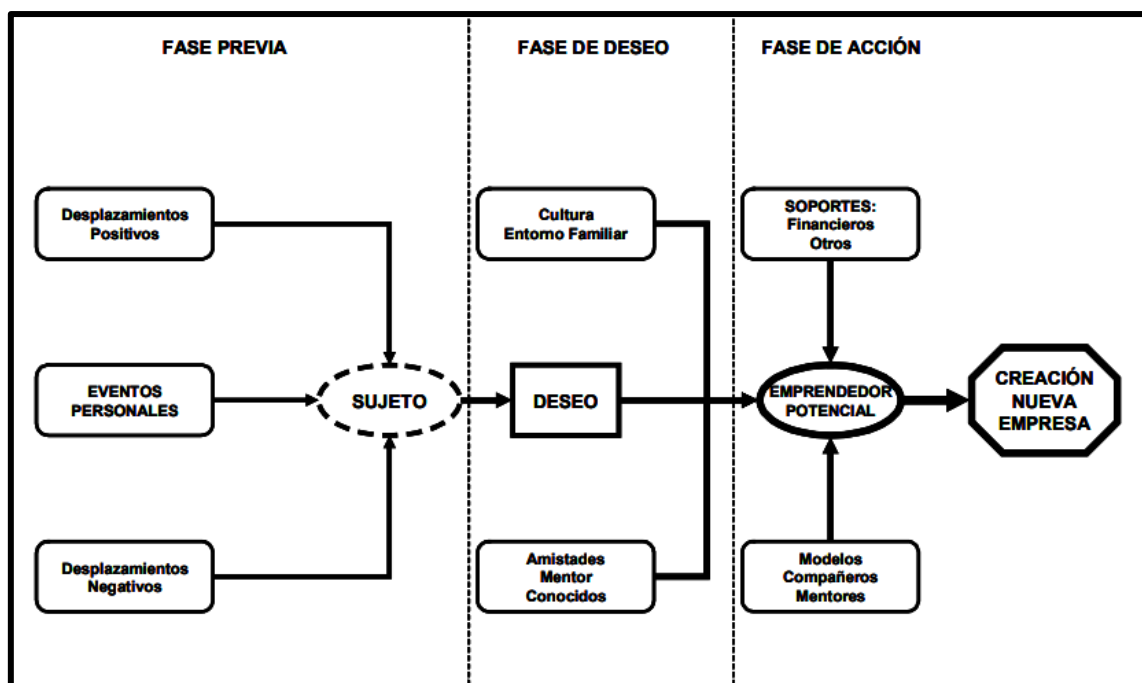 FASE PREVIA
FASE DE DESEO
FASE DE ACCIÓN
Desplazamientos
Positivos
EVENTOS
PERSONALES
Desplazamientos
Negativos
SUJETO
Cultura
Entorno Familiar
DESEO
Amistades
Mentor
Conocidos
SOPORTES:
Financieros
Otros
EMPRENDEDOR
POTENCIAL
Modelos
Compañeros
Mentores
CREACIÓN
NUEVA
EMPRESA